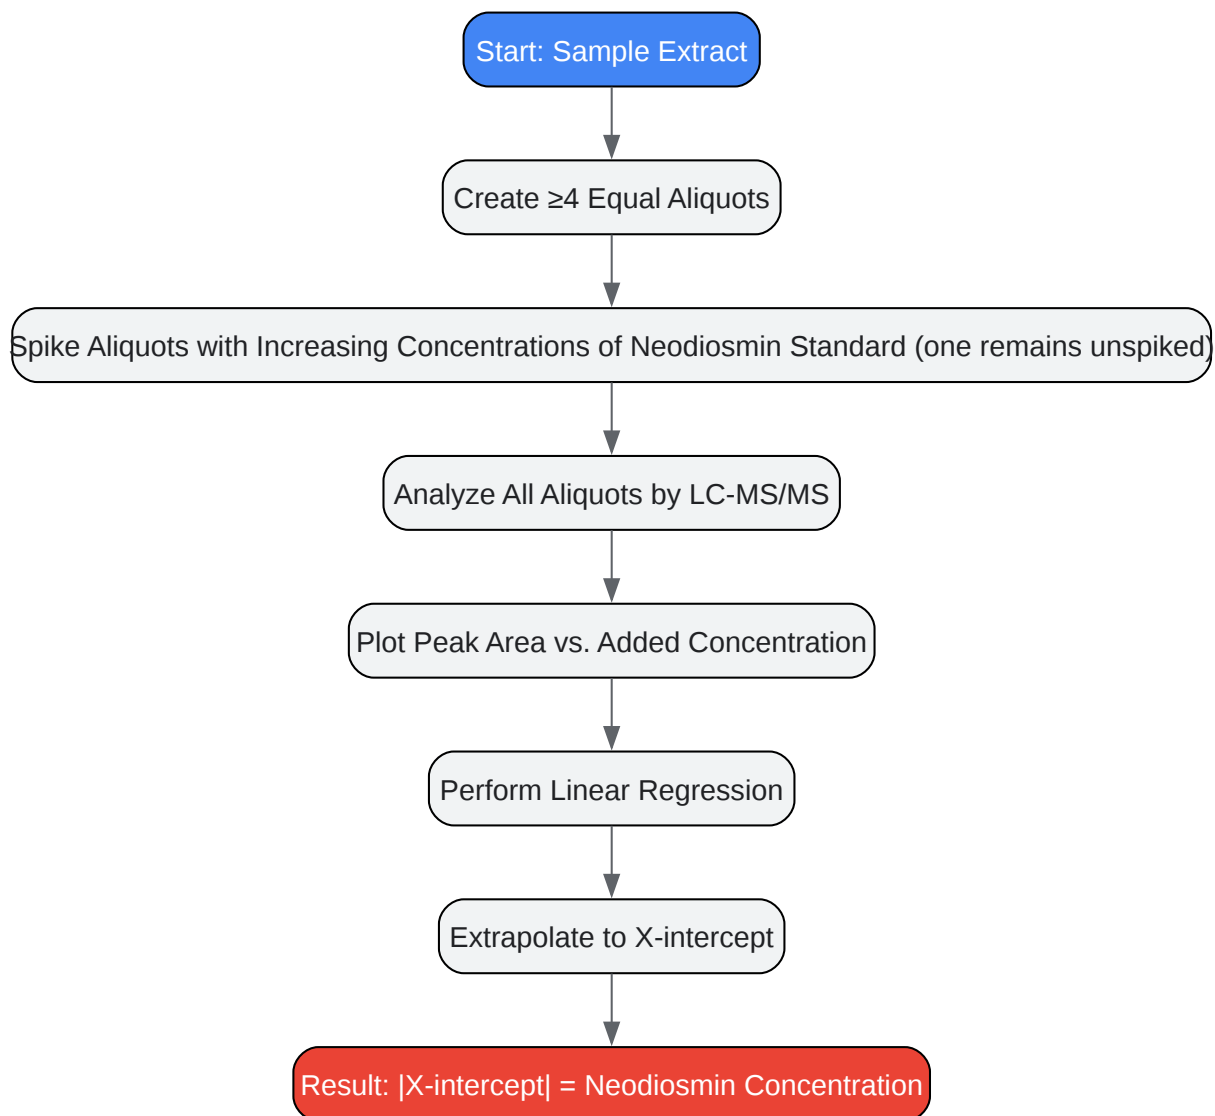 Start: Sample Extract
Create ≥4 Equal Aliquots
Spike Aliquots with Increasing Concentrations of Neodiosmin Standard (one remains unspiked)
Analyze All Aliquots by LC-MS/MS
Plot Peak Area vs. Added Concentration
Perform Linear Regression
Extrapolate to X-intercept
Result: |X-intercept| = Neodiosmin Concentration